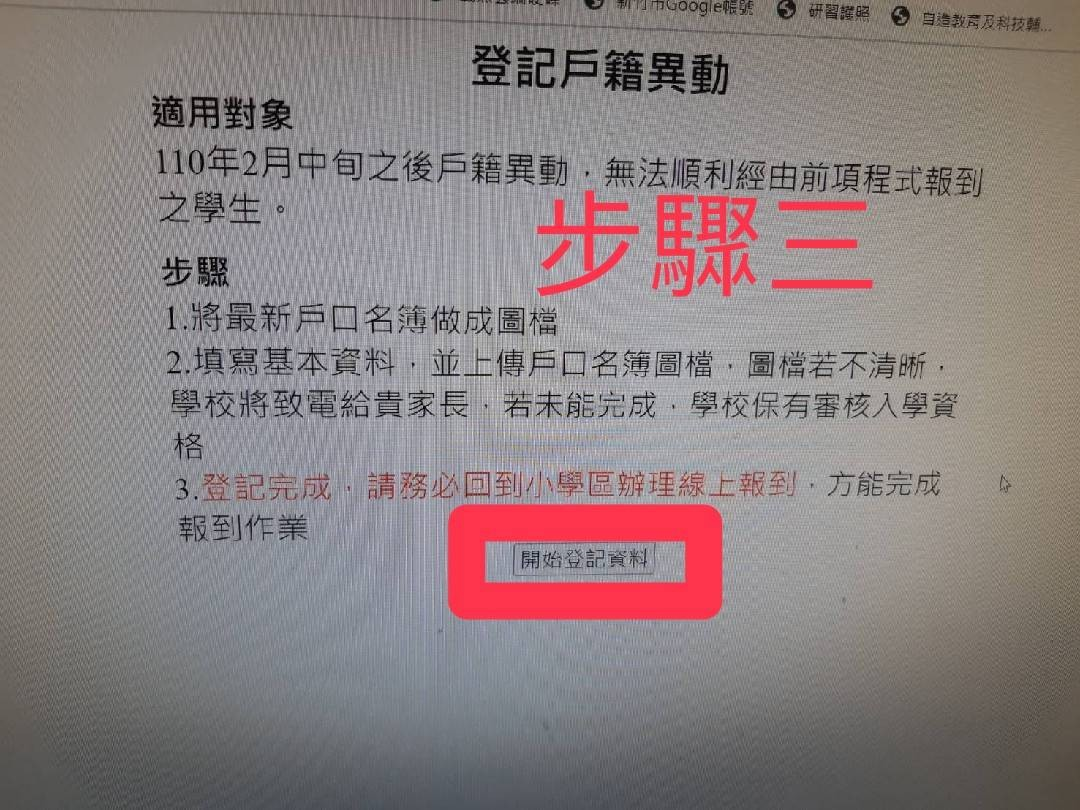 新竹市Google帳號 研習護照 自造教育及科技輔...
登記戶籍異動
適用對象
110年2月中旬之後戶籍異動，無法順利經由前項程式報到
之學生。
步驟三
步驟
1.將最新戶口名簿做成圖檔
2.填寫基本資料，並上傳戶口名簿圖檔，圖檔若不清晰，
學校將致電給貴家長，若未能完成，學校保有審核入學資
格
3.登記完成，請務必回到小學區辦理線上報到，方能完成
報到作業
開始登記資料